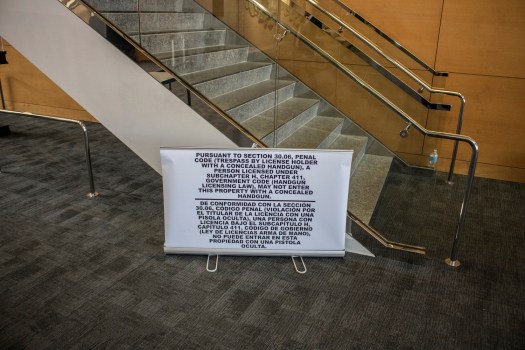 PURSUANT TO SECTION 30.06, PENAL
CODE (TRESPASS BY LICENSE HOLDER
WITH A CONCEALED HANDGUN), A
PERSON LICENSED UNDER
SUBCHAPTER H, CHAPTER 411,
GOVERNMENT CODE (HANDGUN
LICENSING LAW), MAY NOT ENTER
THIS PROPERTY WITH A CONCEALED
HANDGUN.
DE CONFORMIDAD CON LA SECCIÓN
30.06, CÓDIGO PENAL (VIOLACIÓN POR
EL TITULAR DE LA LICENCIA CON UNA
PISOLA OCULTA), UNA PERSONA CON
LICENCIA BAJO EL SUBCAPÍTULO H,
CAPÍTULO 411, CÓDIGO DE GOBIERNO
(LEY DE LICENCIAS ARMA DE MANO),
NO PUEDE ENTRAR EN ESTA
PROPIEDAD CON UNA PISTOLA
OCULTA.